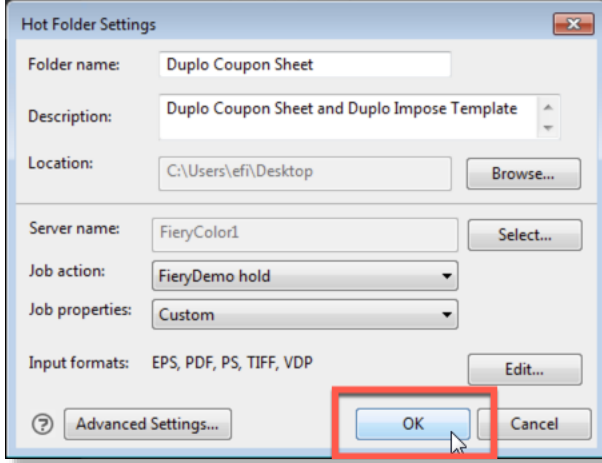 Hot Folder Settings
Folder name: Duplo Coupon Sheet
Description: Duplo Coupon Sheet and Duplo Impose Template
Location: C:\Users\efi\Desktop Browse...
Server name: FieryColor1 Select...
Job action: FieryDemo hold
Job properties: Custom
Input formats: EPS, PDF, PS, TIFF, VDP Edit...
? Advanced Settings... OK Cancel